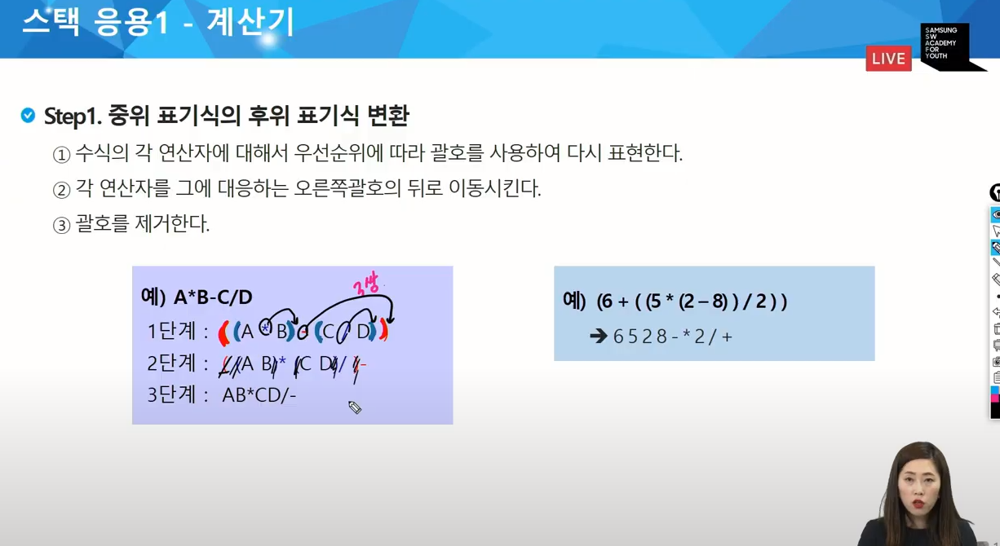 스택 응용1 - 계산기
SAMSUNG
SW
ACADEMY
FOR
YOUTH
LIVE
Step1. 중위 표기식의 후위 표기식 변환
① 수식의 각 연산자에 대해서 우선순위에 따라 괄호를 사용하여 다시 표현한다.
② 각 연산자를 그에 대응하는 오른쪽괄호의 뒤로 이동시킨다.
③ 괄호를 제거한다.
예) A*B-C/D
1단계 : ( (A * B) - (C / D) )
2단계 : ( (A B) * (C D) / ) -
3단계 : AB*CD/-
예) (6 + ( (5 * (2 – 8) ) / 2 ) )
➔ 6 5 2 8 - * 2 / +